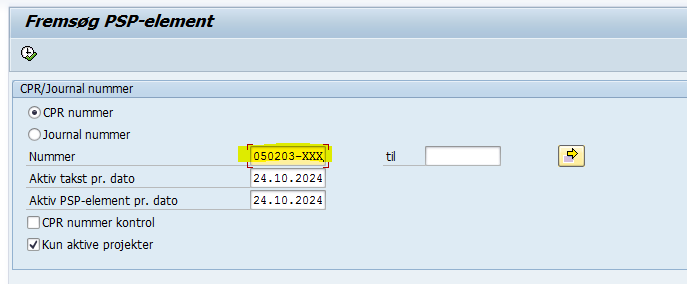 Fremsøg PSP-element
CPR/Journal nummer
CPR nummer
Journal nummer
Nummer 050203-XXX til
Aktiv takst pr. dato 24.10.2024
Aktiv PSP-element pr. dato 24.10.2024
CPR nummer kontrol
Kun aktive projekter